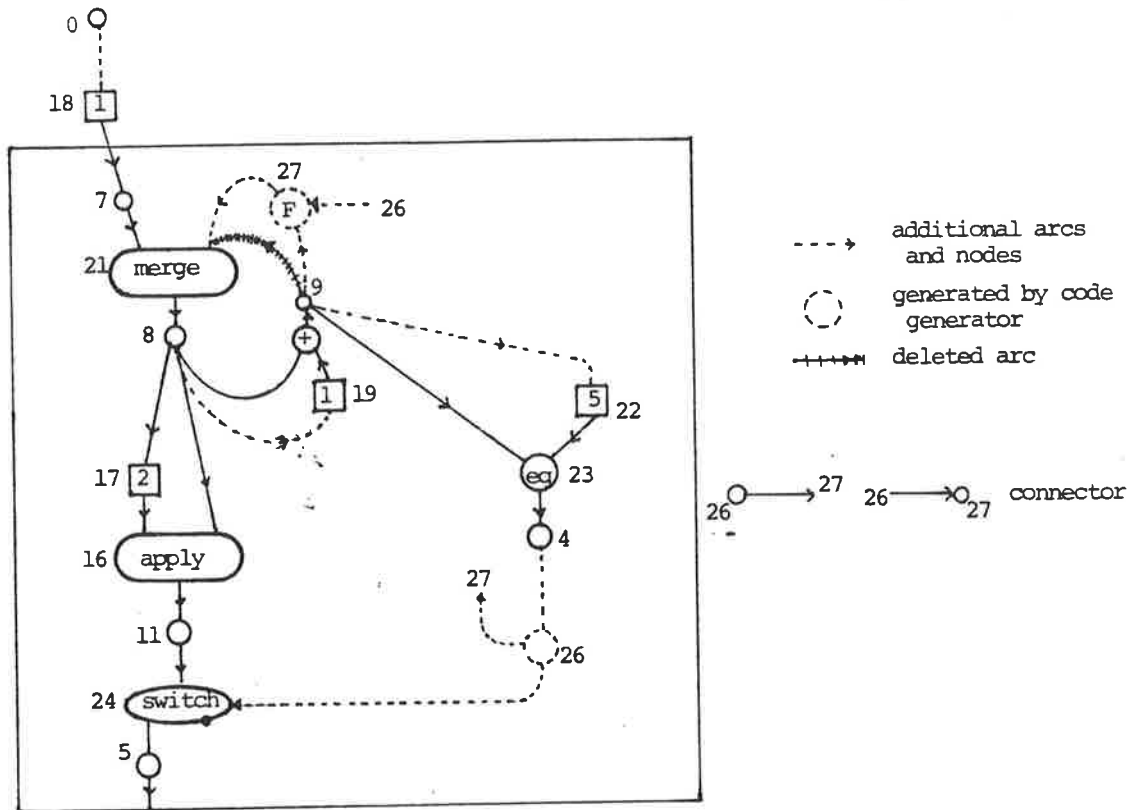 0
18 1
7
27
F 26
21 merge
9
8 +
1 19
5 22
17 2
eq 23
4
16 apply
27
11
26
24 switch
5
additional arcs
and nodes
generated by code
generator
deleted arc
26 27 26 27 connector